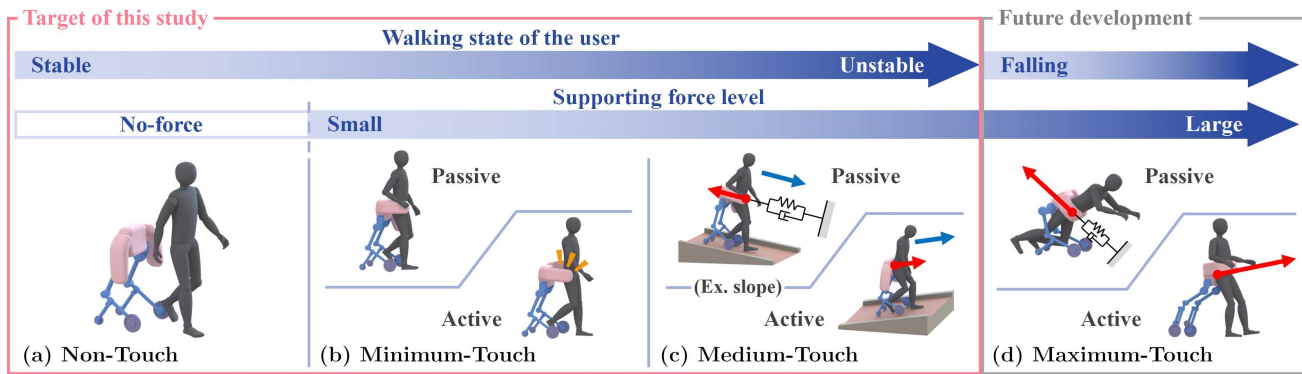 Target of this study
Future development
Walking state of the user
Stable
Unstable
Falling
Supporting force level
No-force
Small
Large
Passive
Active
Passive
(Ex. slope)
Active
Passive
Active
(a) Non-Touch
(b) Minimum-Touch
(c) Medium-Touch
(d) Maximum-Touch